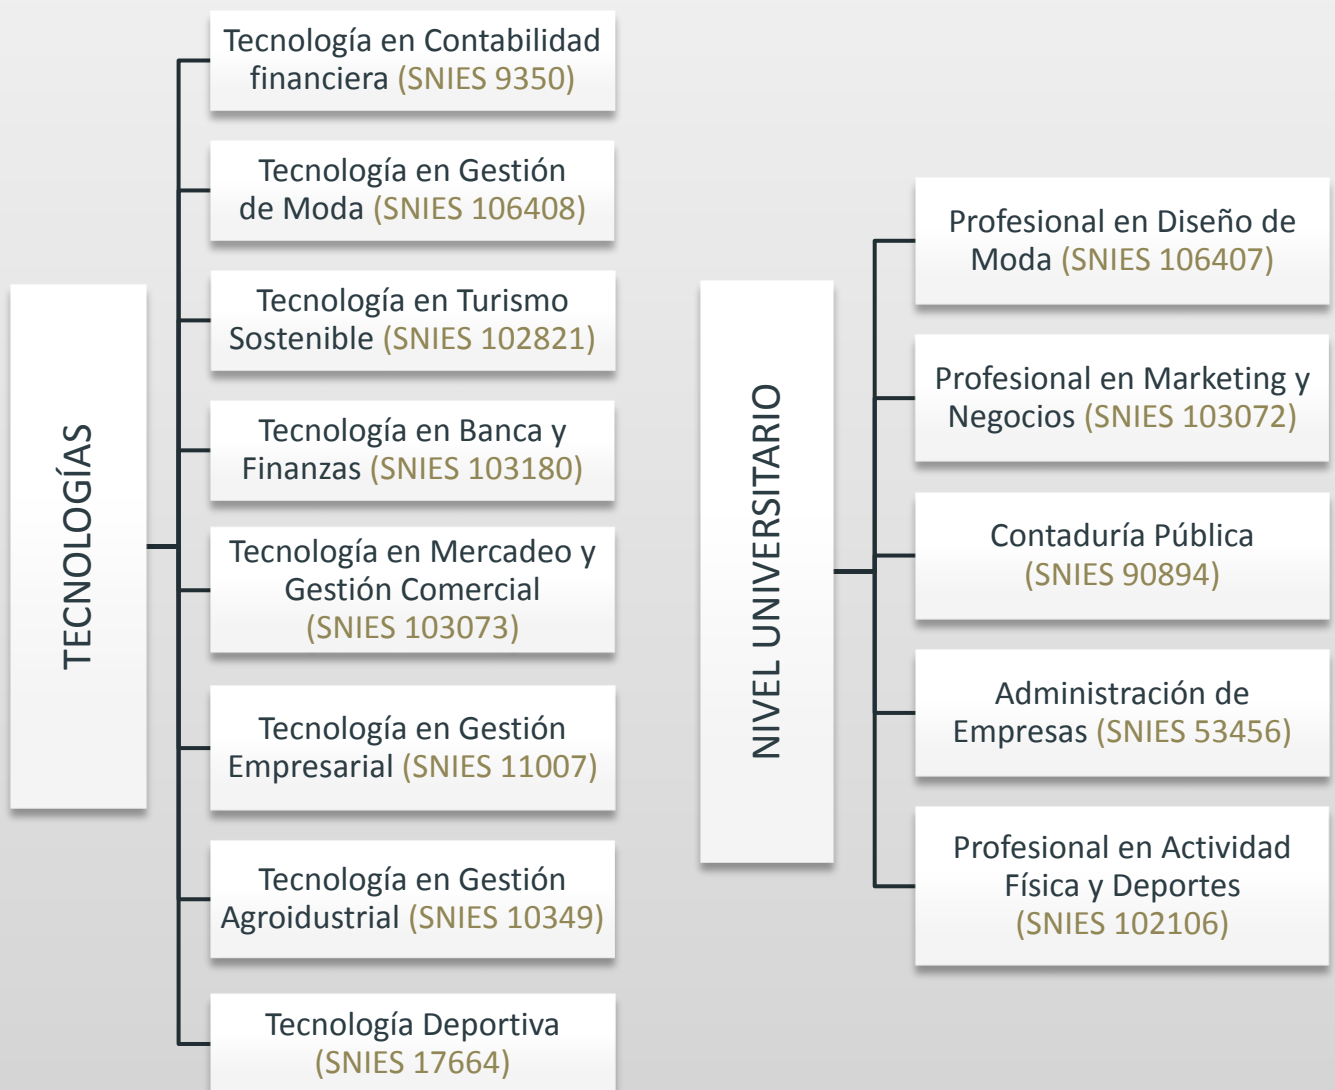 TECNOLOGÍAS
Tecnología en Contabilidad
financiera (SNIES 9350)
Tecnología en Gestión
de Moda (SNIES 106408)
Tecnología en Turismo
Sostenible (SNIES 102821)
Tecnología en Banca y
Finanzas (SNIES 103180)
Tecnología en Mercadeo y
Gestión Comercial
(SNIES 103073)
Tecnología en Gestión
Empresarial (SNIES 11007)
Tecnología en Gestión
Agroidustrial (SNIES 10349)
Tecnología Deportiva
(SNIES 17664)
NIVEL UNIVERSITARIO
Profesional en Diseño de
Moda (SNIES 106407)
Profesional en Marketing y
Negocios (SNIES 103072)
Contaduría Pública
(SNIES 90894)
Administración de
Empresas (SNIES 53456)
Profesional en Actividad
Física y Deportes
(SNIES 102106)